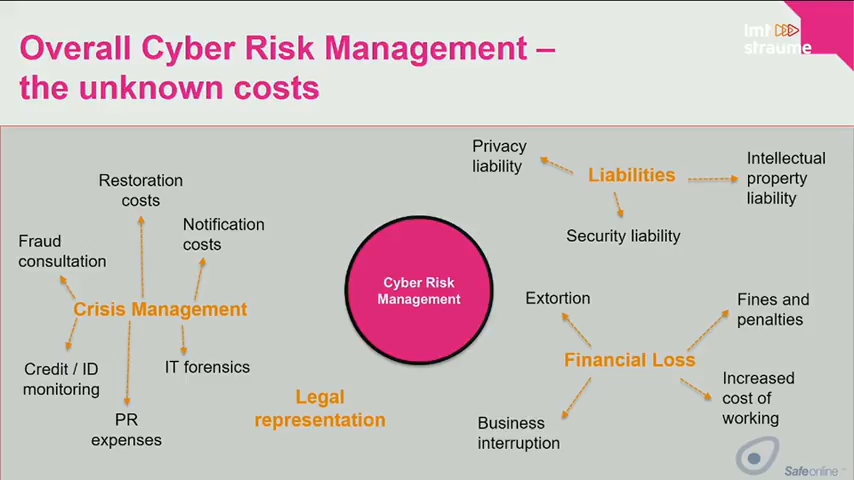 Overall Cyber Risk Management –
the unknown costs
lmt
straume
Privacy
liability
Liabilities
Intellectual
property
liability
Security liability
Restoration
costs
Notification
costs
Fraud
consultation
Crisis Management
Credit / ID
monitoring
IT forensics
PR
expenses
Legal
representation
Cyber Risk
Management
Extortion
Fines and
penalties
Financial Loss
Increased
cost of
working
Business
interruption
Safeonline